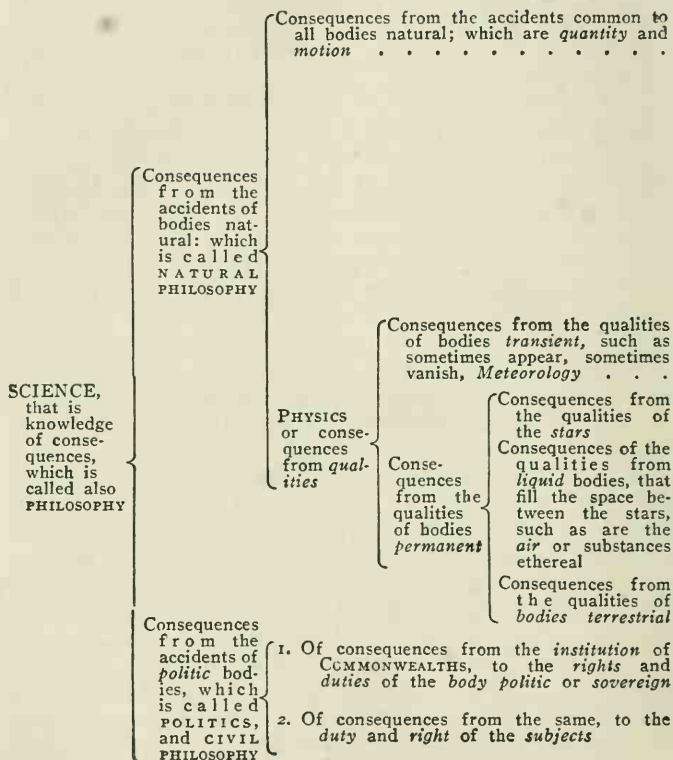 Consequences from the accidents common to
all bodies natural; which are quantity and
motion . . . . . . . . . . . .
Consequences
from the
accidents of
bodies nat-
ural: which
is called
NATURAL
PHILOSOPHY
Consequences from the qualities
of bodies transient, such as
sometimes appear, sometimes
vanish, Meteorology . . .
SCIENCE,
that is
knowledge
of conse-
quences,
which is
called also
PHILOSOPHY
PHYSICS
or conse-
quences
from qual-
ities
Conse-
quences
from the
qualities
of bodies
permanent
Consequences from
the qualities of
the stars
Consequences of the
qualities from
liquid bodies, that
fill the space be-
tween the stars,
such as are the
air or substances
ethereal
Consequences from
the qualities of
bodies terrestrial
Consequences
from the
accidents of
politic bod-
ies, which
is called
POLITICS,
and CIVIL
PHILOSOPHY
1. Of consequences from the institution of
CCMMONWEALTHS, to the rights and
duties of the body politic or sovereign
2. Of consequences from the same, to the
duty and right of the subjects